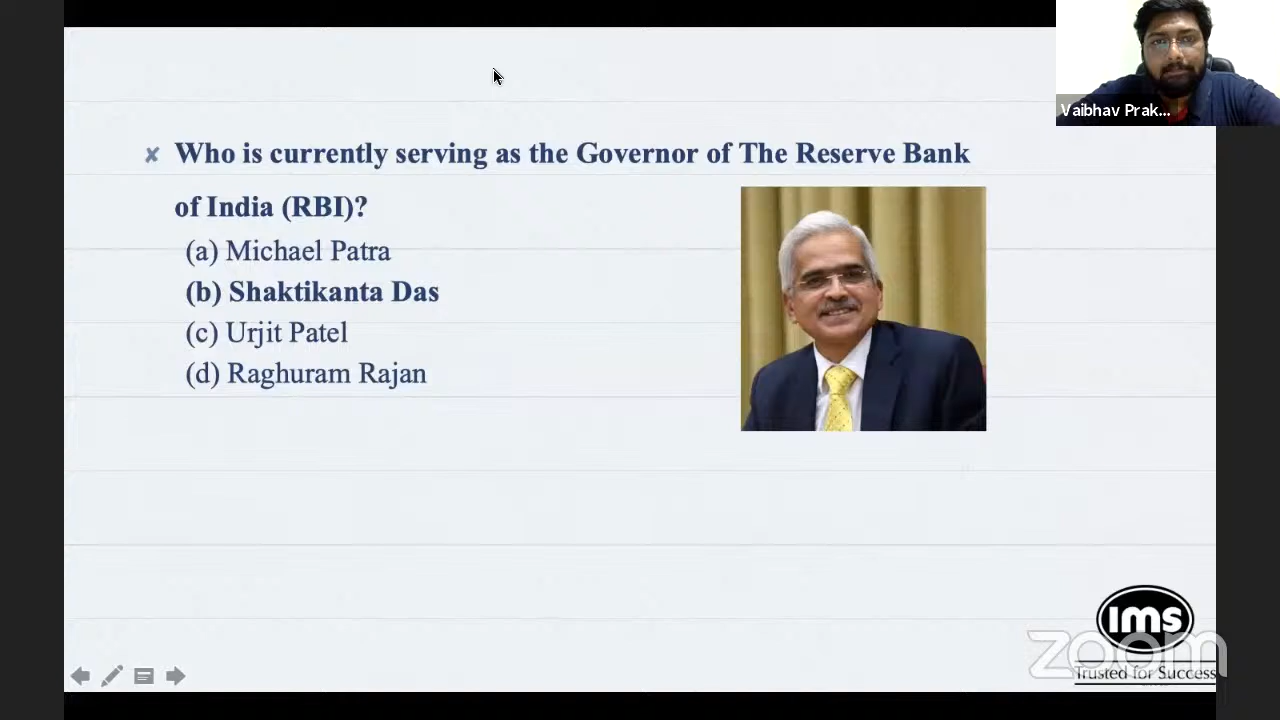 Vaibhav Prak...
✘ Who is currently serving as the Governor of The Reserve Bank
of India (RBI)?
(a) Michael Patra
(b) Shaktikanta Das
(c) Urjit Patel
(d) Raghuram Rajan
ims
zoom
Trusted for Success